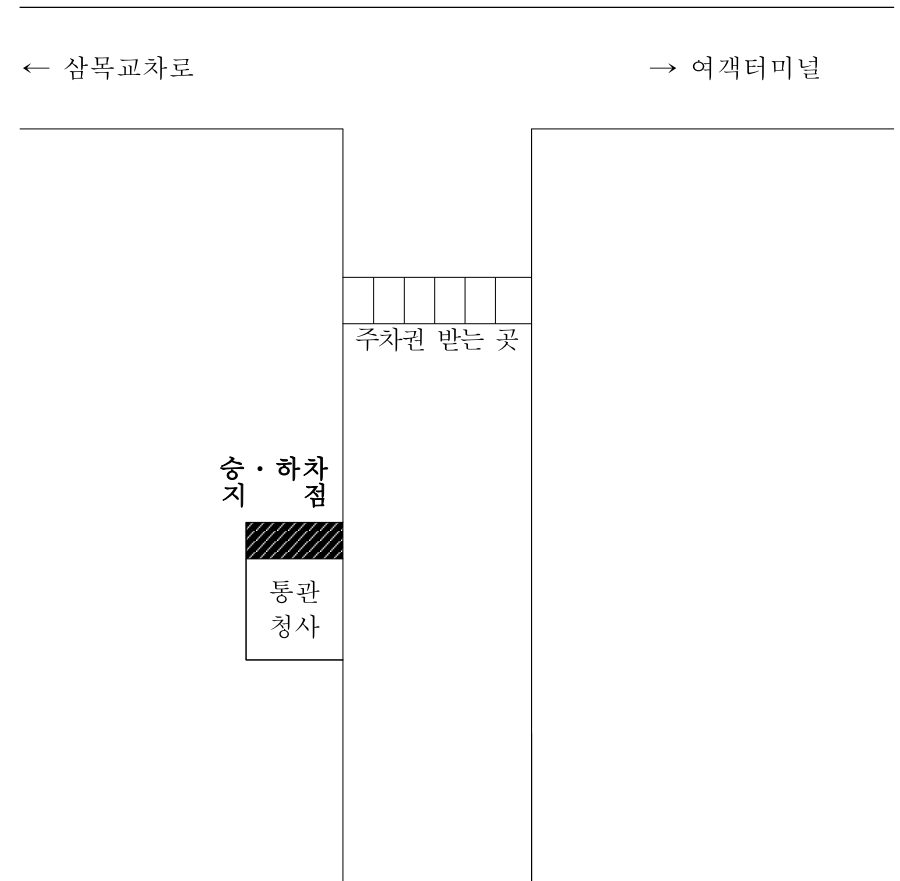 ← 삼목교차로
→ 여객터미널
주차권 받는 곳
승·하차
지 점
통관
청사